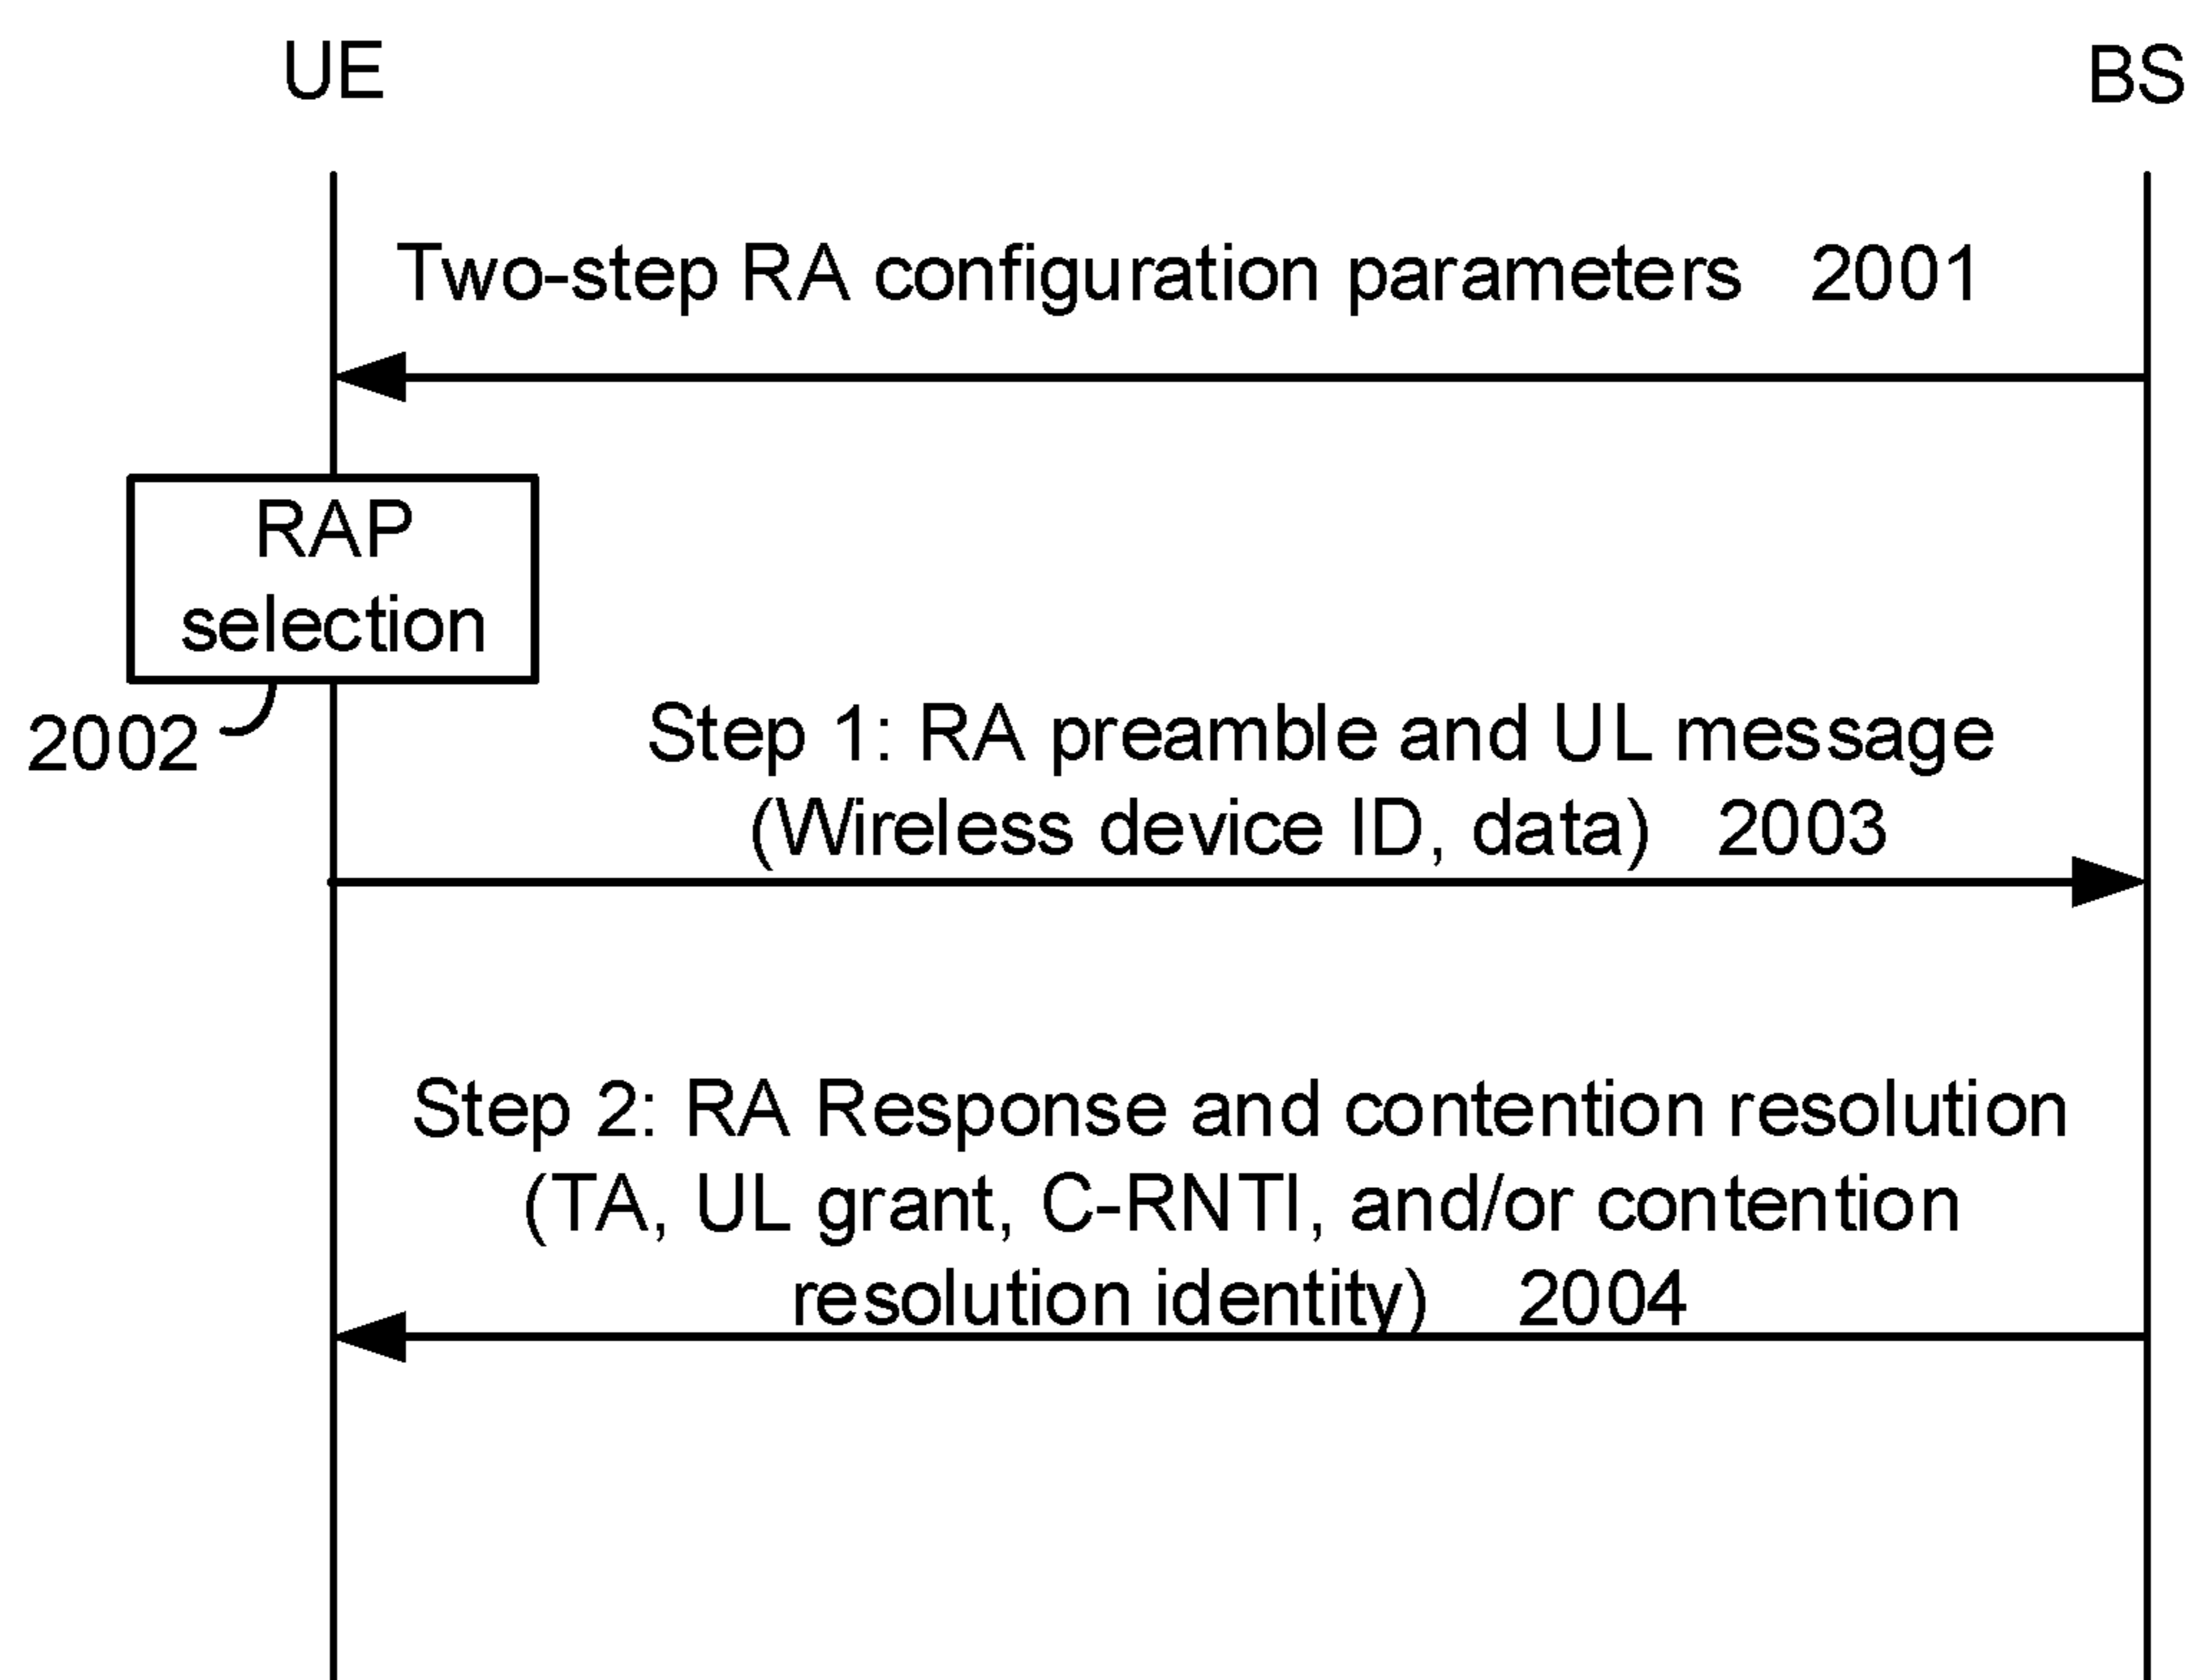 UE
BS
Two-step RA configuration parameters 2001
RAP
selection
2002
Step 1: RA preamble and UL message
(Wireless device ID, data) 2003
Step 2: RA Response and contention resolution
(TA, UL grant, C-RNTI, and/or contention
resolution identity) 2004